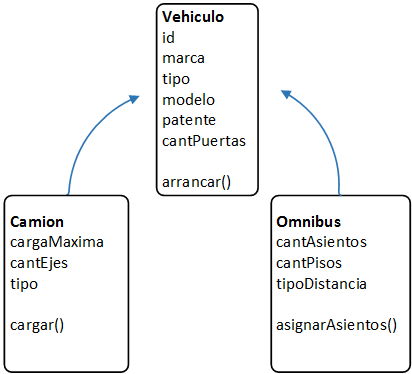 Vehiculo
id
marca
tipo
modelo
patente
cantPuertas
arrancar()
Camion
cargaMaxima
cantEjes
tipo
cargar()
Omnibus
cantAsientos
cantPisos
tipoDistancia
asignarAsientos()